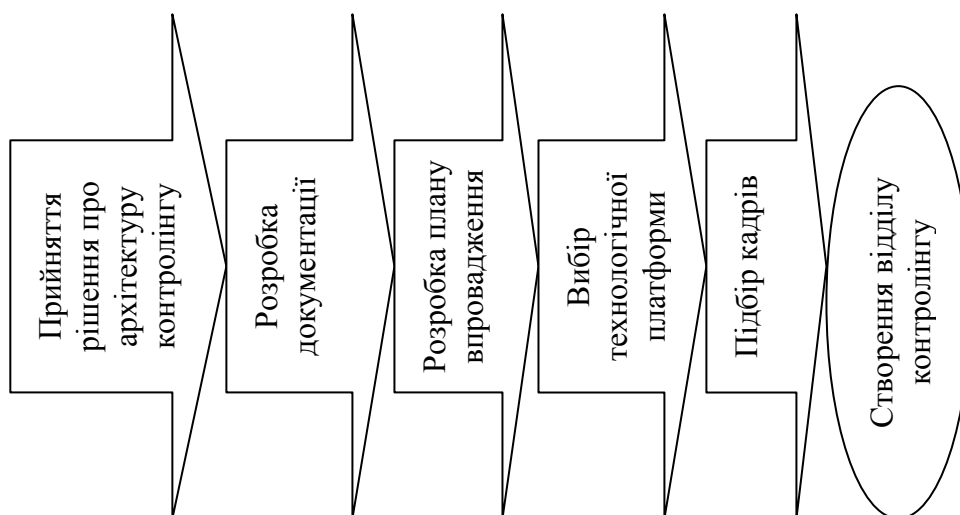 Прийняття
рішення про
архітектуру
контролінгу
Розробка
документації
Розробка плану
впровадження
Вибір
технологічної
платформи
Підбір кадрів
Створення відділу
контролінгу